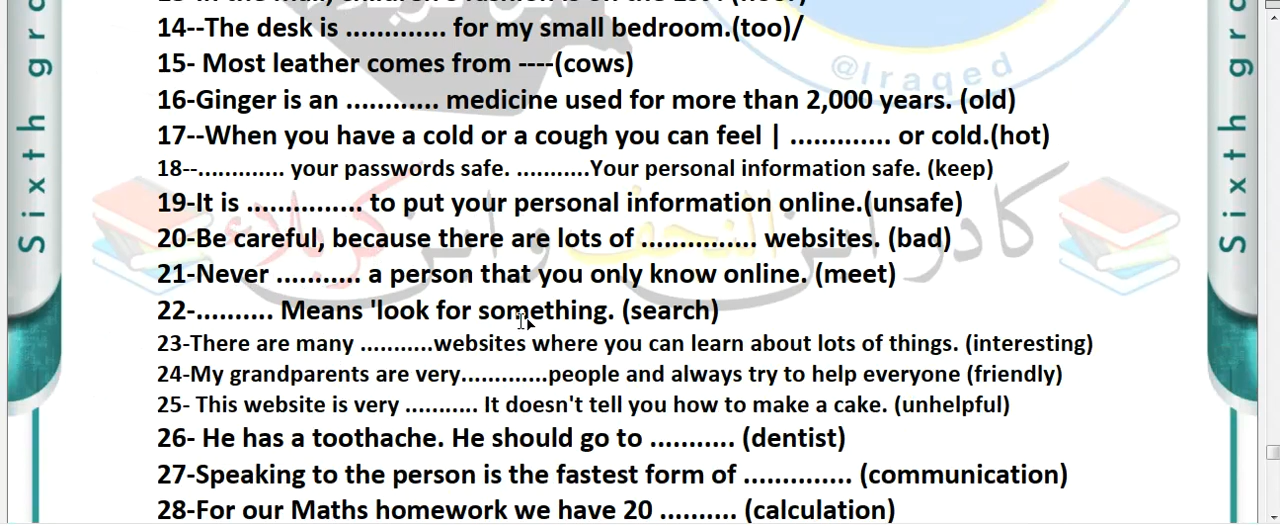 14--The desk is ............. for my small bedroom.(too)/
15- Most leather comes from ----(cows)
16-Ginger is an ............ medicine used for more than 2,000 years. (old)
17--When you have a cold or a cough you can feel | ............. or cold.(hot)
18--............. your passwords safe. ...........Your personal information safe. (keep)
19-It is ............... to put your personal information online.(unsafe)
20-Be careful, because there are lots of ............... websites. (bad)
21-Never ........... a person that you only know online. (meet)
22-.......... Means 'look for something. (search)
23-There are many ...........websites where you can learn about lots of things. (interesting)
24-My grandparents are very.............people and always try to help everyone (friendly)
25- This website is very ........... It doesn't tell you how to make a cake. (unhelpful)
26- He has a toothache. He should go to ........... (dentist)
27-Speaking to the person is the fastest form of .............. (communication)
28-For our Maths homework we have 20 .......... (calculation)
@Iraqed
Sixth gr
Sixth gr
كادر انزن النجف وانزن كربلاء